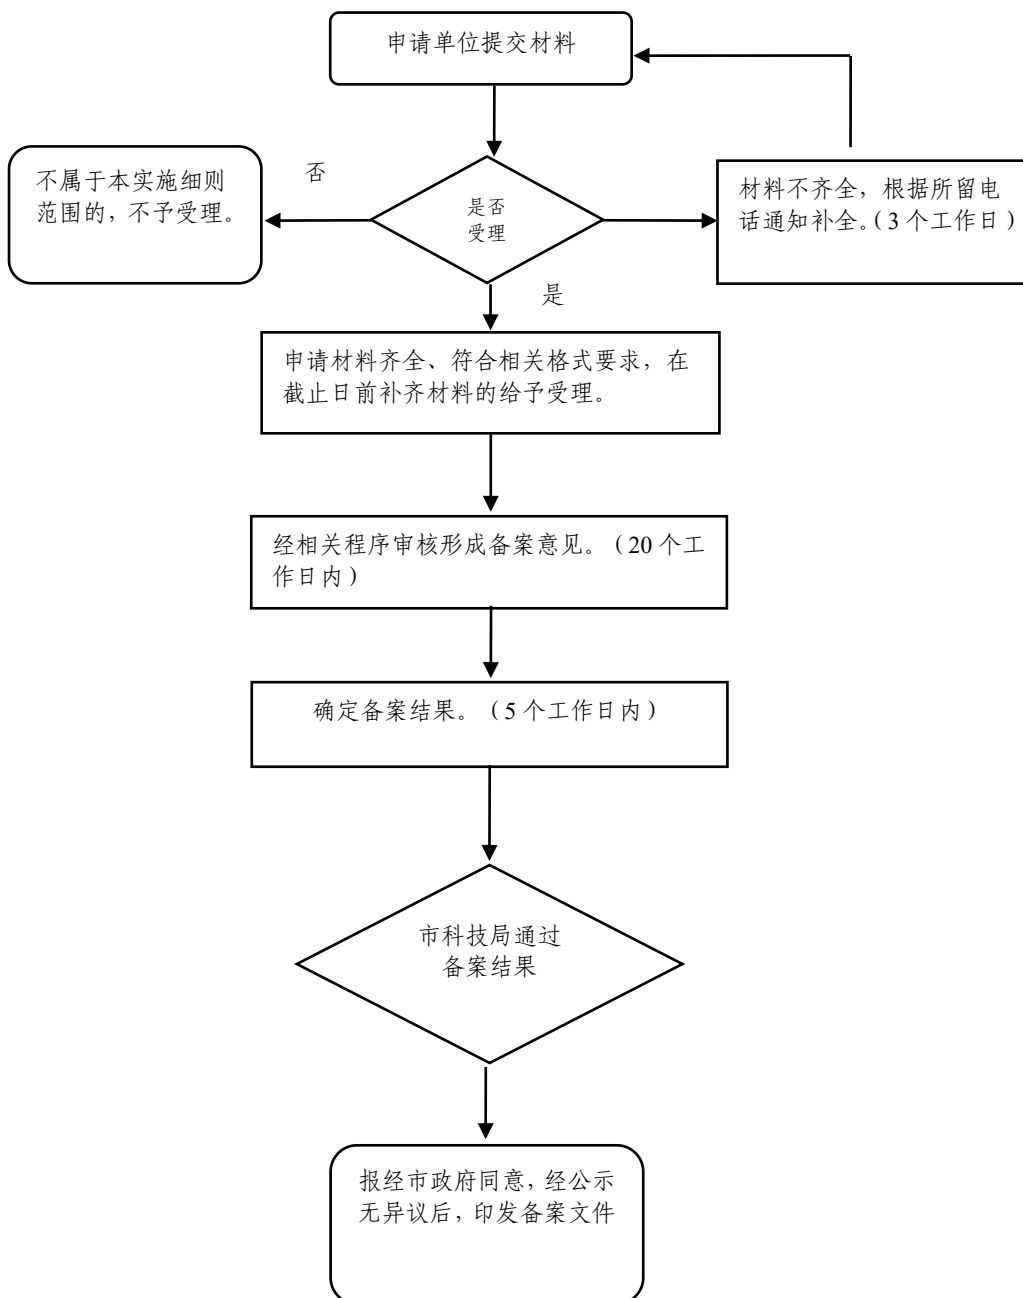 申请单位提交材料
不属于本实施细则
范围的，不予受理。
否
是否
受理
材料不齐全，根据所留电
话通知补全。（3 个工作日）
是
申请材料齐全、符合相关格式要求，在
截止日前补齐材料的给予受理。
经相关程序审核形成备案意见。（20 个工
作日内）
确定备案结果。（5 个工作日内）
市科技局通过
备案结果
报经市政府同意，经公示
无异议后，印发备案文件